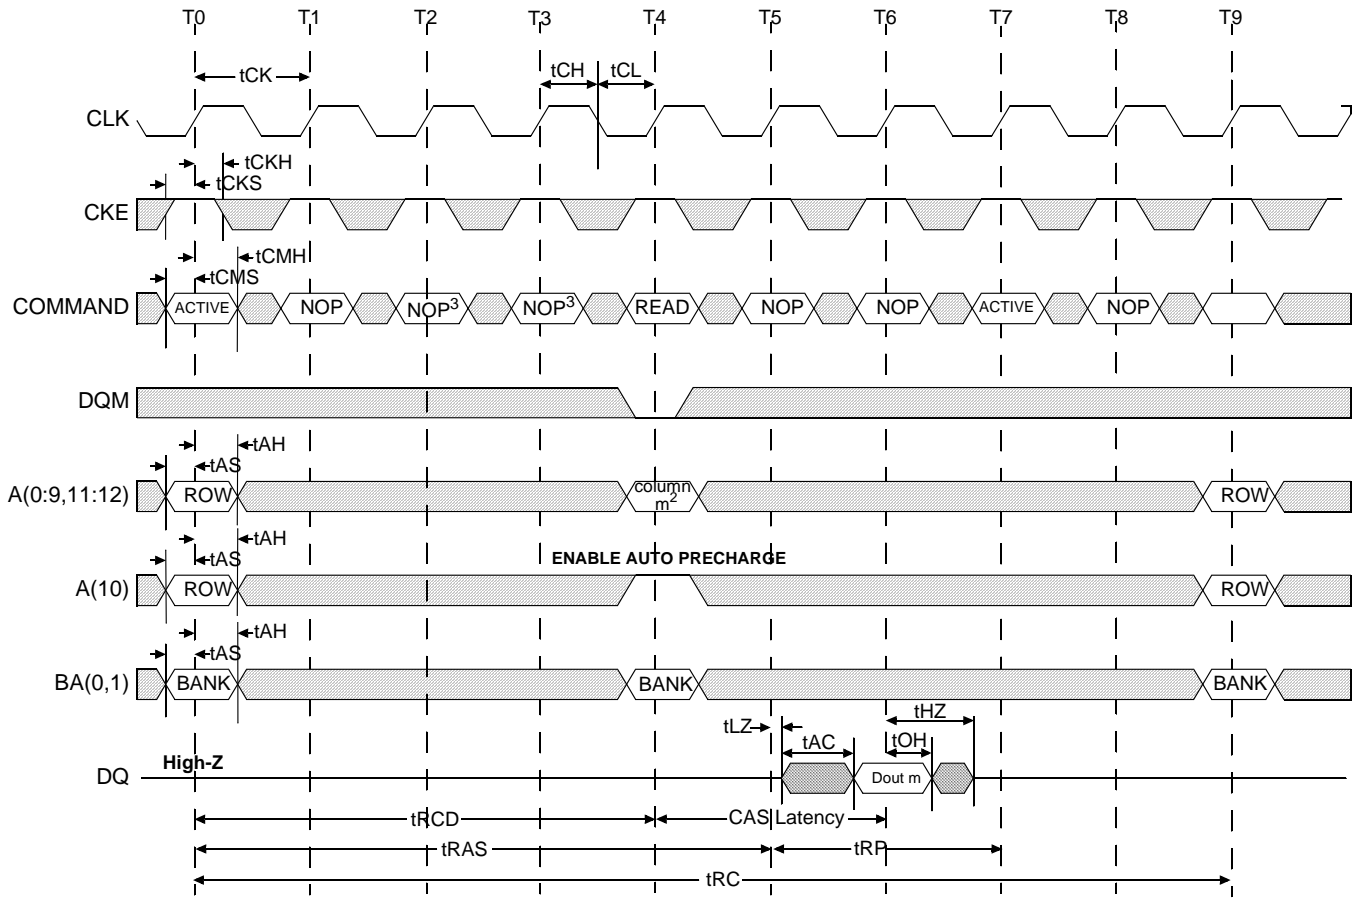 T0 T1 T2 T3 T4 T5 T6 T7 T8 T9
tCK tCH tCL
CLK
tCKH
tCKS
CKE
tCMH
tCMS
COMMAND ACTIVE NOP NOP3 NOP3 READ NOP NOP ACTIVE NOP
DQM
tAH
tAS
A(0:9,11:12) ROW column m2 ROW
tAH
tAS ENABLE AUTO PRECHARGE
A(10) ROW ROW
tAH
tAS
BA(0,1) BANK BANK BANK
tHZ
tLZ tAC tOH
High-Z
DQ Dout m
tRCD CAS Latency
tRAS tRP
tRC